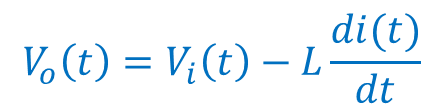 V_o(t) = V_i(t) − L di(t)/dt